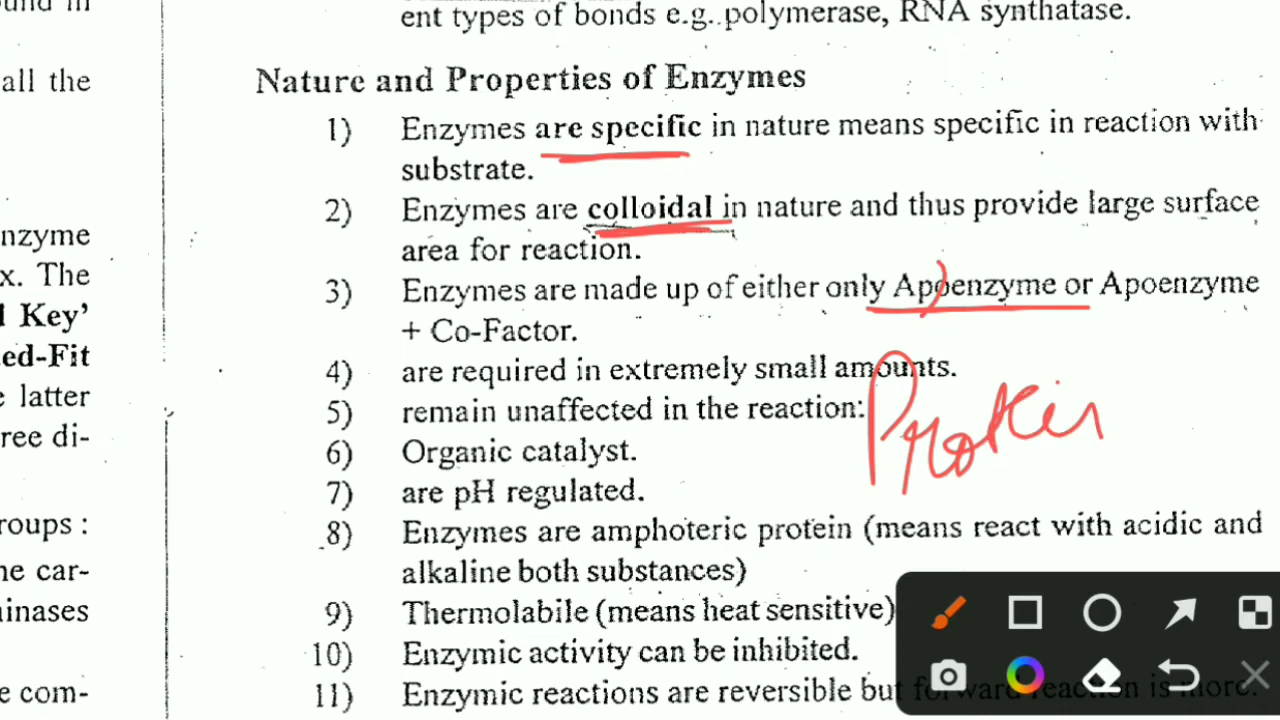 ound in
ent types of bonds e.g. polymerase, RNA synthatase.
all the
Nature and Properties of Enzymes
1) Enzymes are specific in nature means specific in reaction with
substrate.
2) Enzymes are colloidal in nature and thus provide large surface
nzyme
area for reaction.
x. The
3) Enzymes are made up of either only Apoenzyme or Apoenzyme
l Key'
+ Co-Factor.
ed-Fit
4) are required in extremely small amounts.
latter
5) remain unaffected in the reaction:
Protein
ree di-
6) Organic catalyst.
7) are pH regulated.
roups :
8) Enzymes are amphoteric protein (means react with acidic and
alkaline both substances)
ne car-
9) Thermolabile (means heat sensitive)
inases
10) Enzymic activity can be inhibited.
e com-
11) Enzymic reactions are reversible but forward reaction is more.